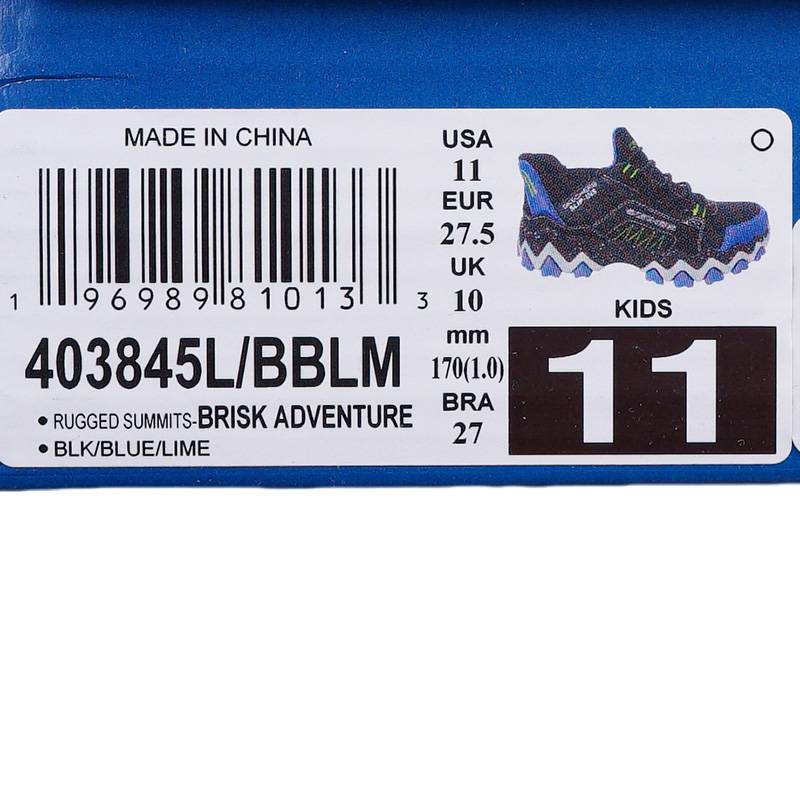 MADE IN CHINA
1 96989 81013 3
403845L/BBLM
• RUGGED SUMMITS-BRISK ADVENTURE
• BLK/BLUE/LIME
USA
11
EUR
27.5
UK
10
mm
170(1.0)
BRA
27
KIDS
11